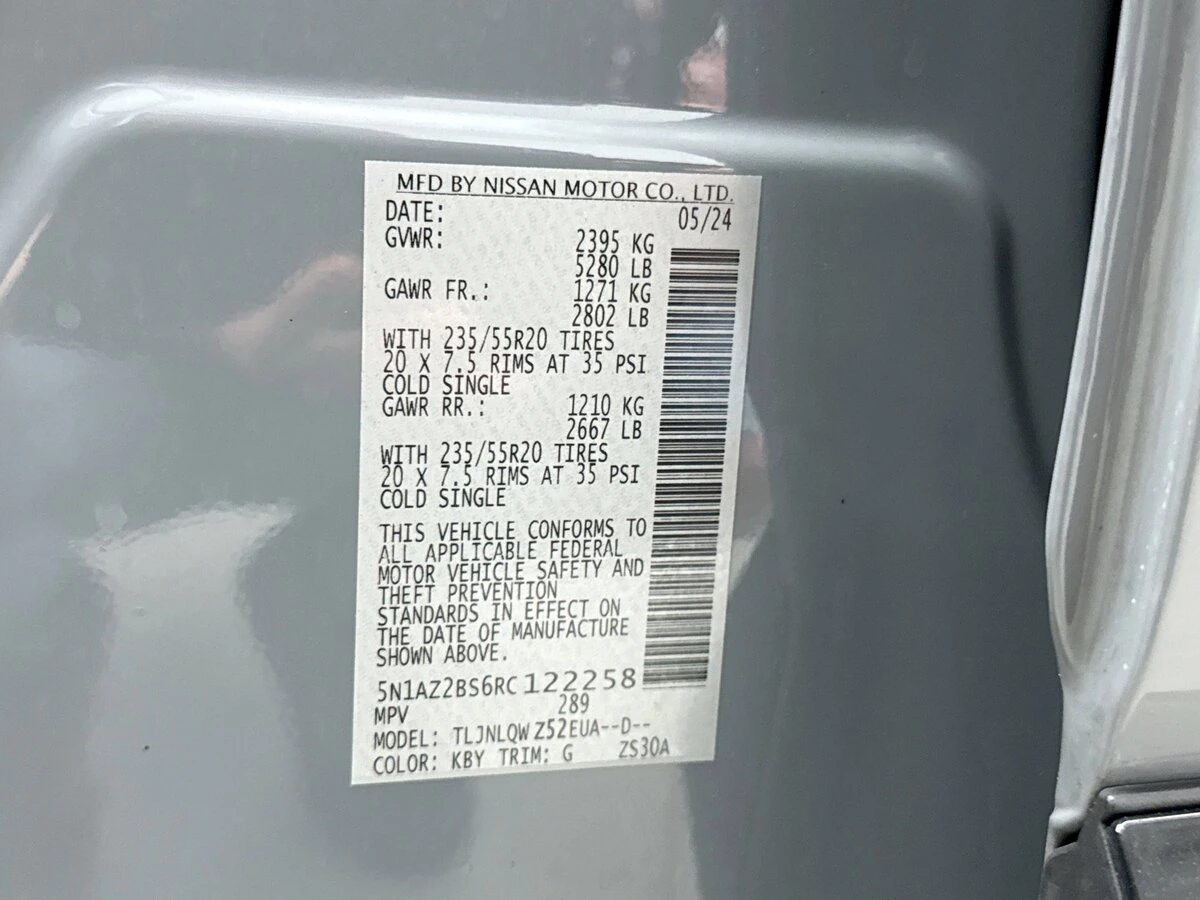 MFD BY NISSAN MOTOR CO., LTD.
DATE: 05/24
GVWR: 2395 KG
5280 LB
GAWR FR.: 1271 KG
2802 LB
WITH 235/55R20 TIRES
20 X 7.5 RIMS AT 35 PSI
COLD SINGLE
GAWR RR.: 1210 KG
2667 LB
WITH 235/55R20 TIRES
20 X 7.5 RIMS AT 35 PSI
COLD SINGLE
THIS VEHICLE CONFORMS TO
ALL APPLICABLE FEDERAL
MOTOR VEHICLE SAFETY AND
THEFT PREVENTION
STANDARDS IN EFFECT ON
THE DATE OF MANUFACTURE
SHOWN ABOVE.
5N1AZ2BS6RC122258
MPV 289
MODEL: TLJNLQW Z52EUA--D--
COLOR: KBY TRIM: G ZS30A